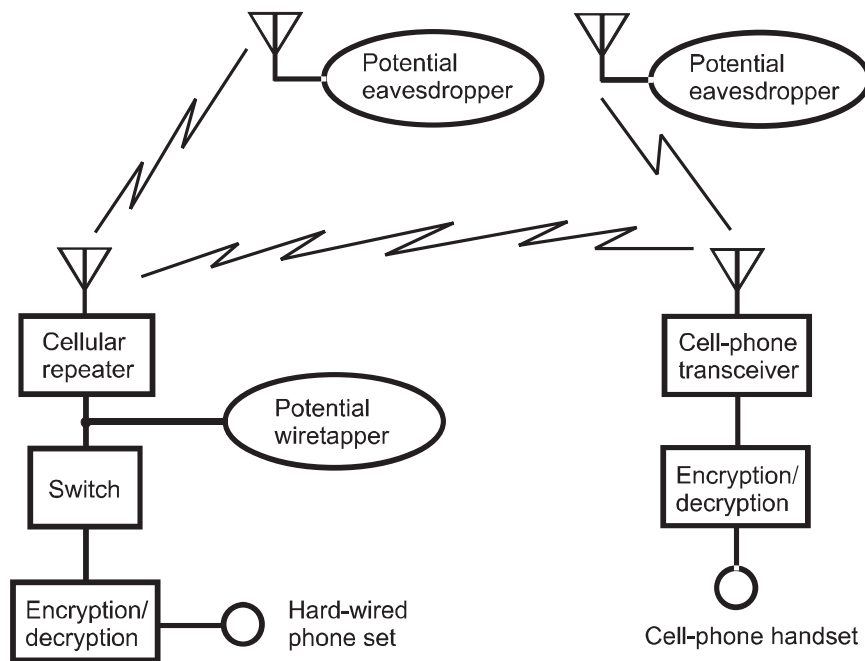 Potential
eavesdropper
Potential
eavesdropper
Cellular
repeater
Cell-phone
transceiver
Potential
wiretapper
Switch
Encryption/
decryption
Encryption/
decryption
Hard-wired
phone set
Cell-phone handset